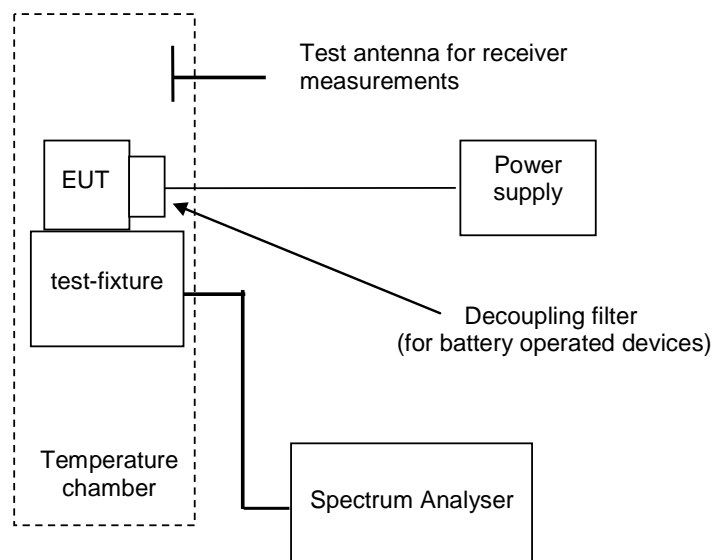 Test antenna for receiver
measurements
EUT
Power
supply
test-fixture
Decoupling filter
(for battery operated devices)
Temperature
chamber
Spectrum Analyser